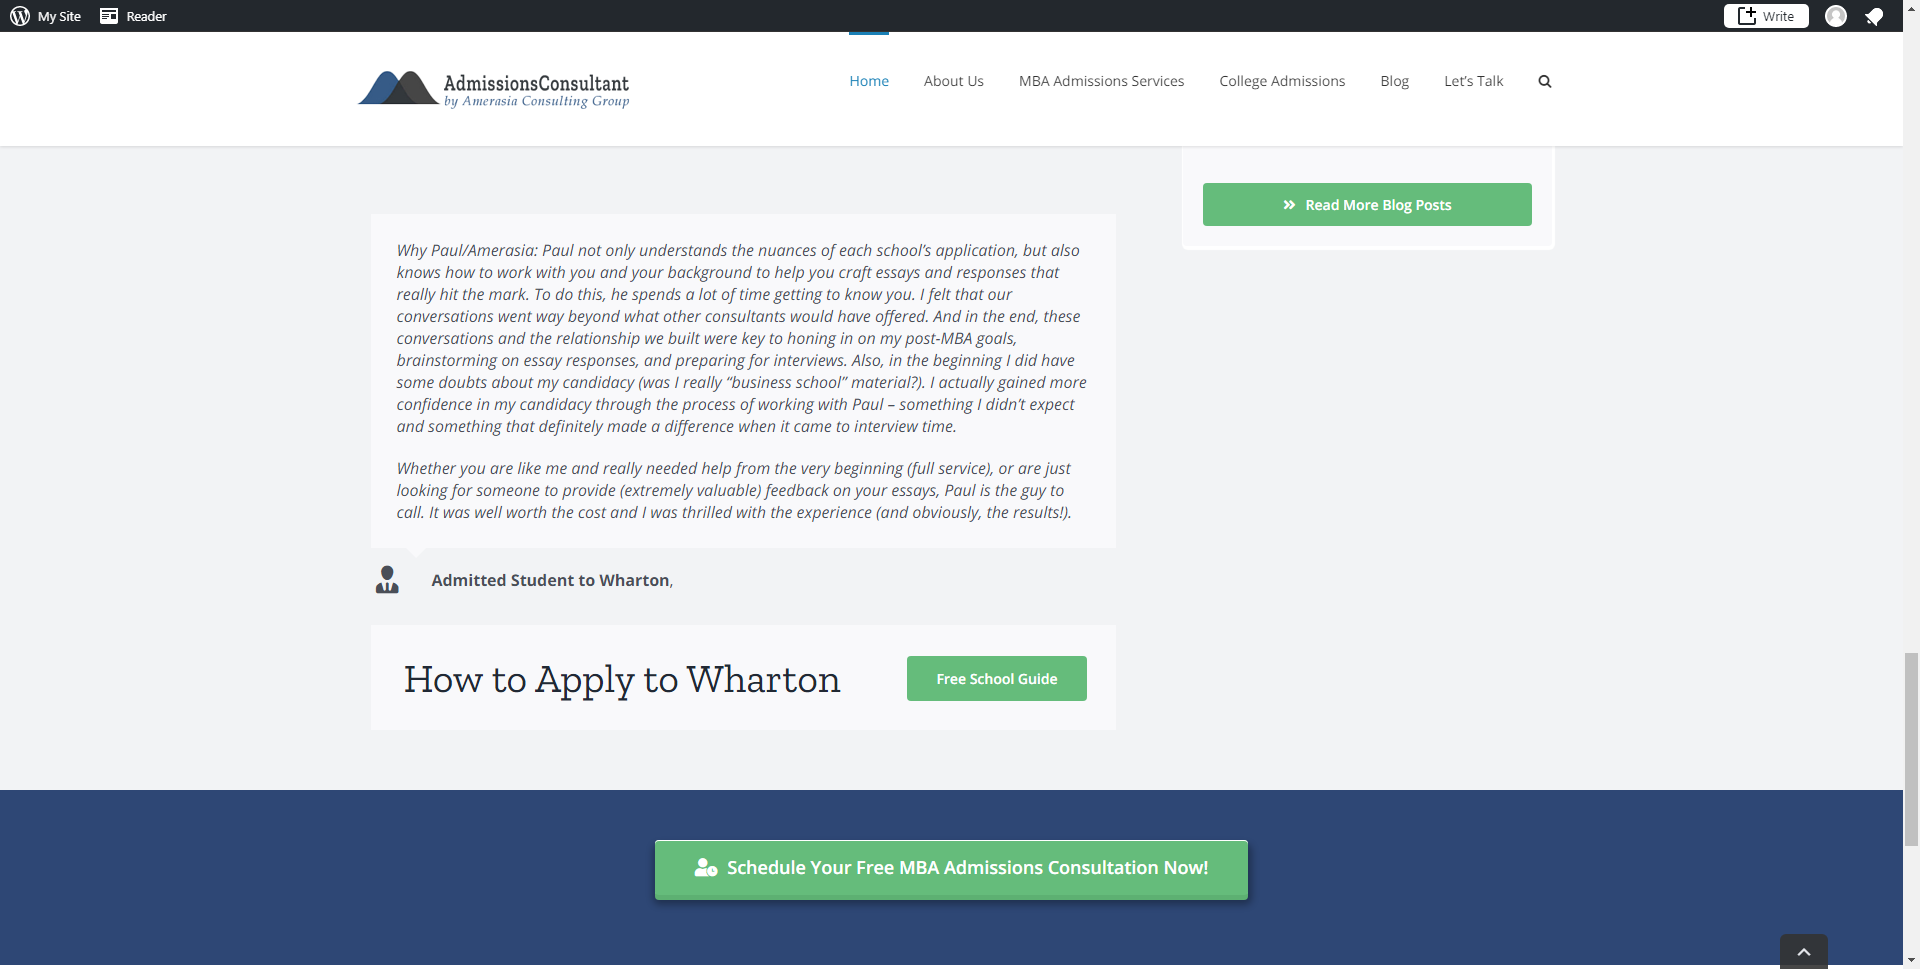 My Site
Reader
Write
AdmissionsConsultant
by Amerasia Consulting Group
Home
About Us
MBA Admissions Services
College Admissions
Blog
Let’s Talk
Read More Blog Posts
Why Paul/Amerasia: Paul not only understands the nuances of each school’s application, but also
knows how to work with you and your background to help you craft essays and responses that
really hit the mark. To do this, he spends a lot of time getting to know you. I felt that our
conversations went way beyond what other consultants would have offered. And in the end, these
conversations and the relationship we built were key to honing in on my post-MBA goals,
brainstorming on essay responses, and preparing for interviews. Also, in the beginning I did have
some doubts about my candidacy (was I really “business school” material?). I actually gained more
confidence in my candidacy through the process of working with Paul – something I didn’t expect
and something that definitely made a difference when it came to interview time.
Whether you are like me and really needed help from the very beginning (full service), or are just
looking for someone to provide (extremely valuable) feedback on your essays, Paul is the guy to
call. It was well worth the cost and I was thrilled with the experience (and obviously, the results!).
Admitted Student to Wharton,
How to Apply to Wharton
Free School Guide
Schedule Your Free MBA Admissions Consultation Now!